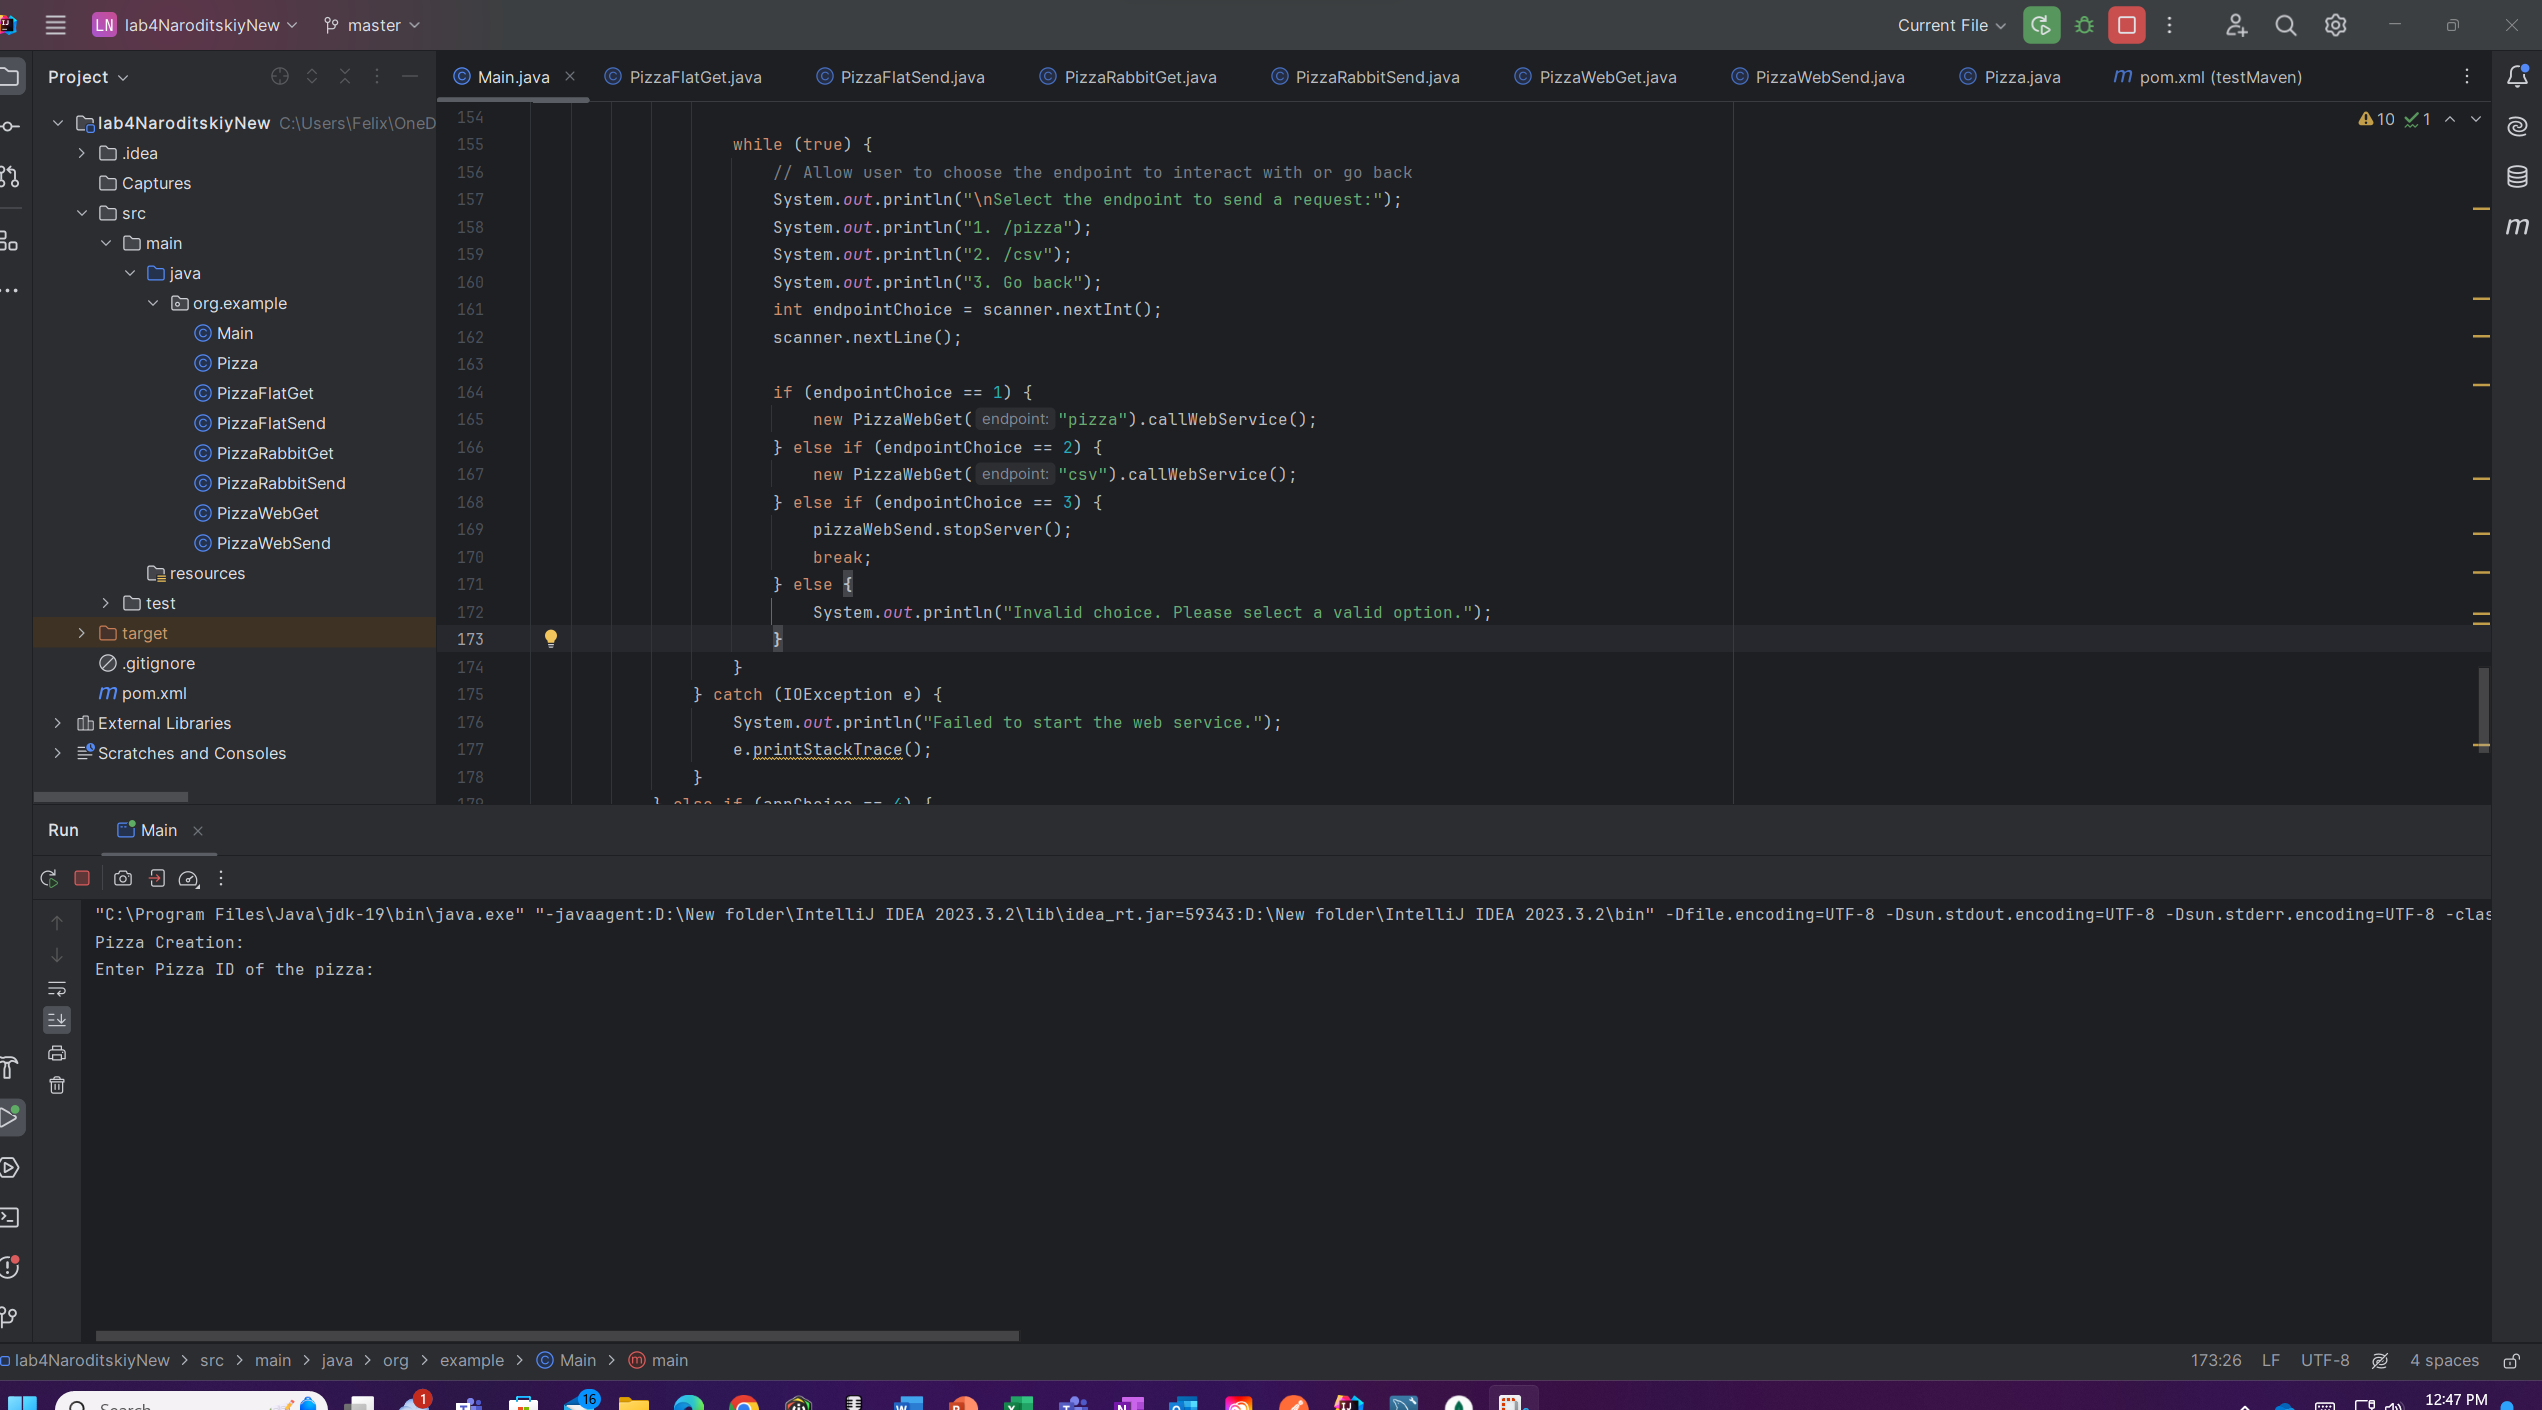 LN lab4NaroditskiyNew master Current File
Project
Main.java PizzaFlatGet.java PizzaFlatSend.java PizzaRabbitGet.java PizzaRabbitSend.java PizzaWebGet.java PizzaWebSend.java Pizza.java m pom.xml (testMaven)
lab4NaroditskiyNew C:\Users\Felix\OneD
.idea
Captures
src
main
java
org.example
Main
Pizza
PizzaFlatGet
PizzaFlatSend
PizzaRabbitGet
PizzaRabbitSend
PizzaWebGet
PizzaWebSend
resources
test
target
.gitignore
m pom.xml
External Libraries
Scratches and Consoles
10 1
154
155 while (true) {
156 // Allow user to choose the endpoint to interact with or go back
157 System.out.println("\nSelect the endpoint to send a request:");
158 System.out.println("1. /pizza");
159 System.out.println("2. /csv");
160 System.out.println("3. Go back");
161 int endpointChoice = scanner.nextInt();
162 scanner.nextLine();
163
164 if (endpointChoice == 1) {
165 new PizzaWebGet( endpoint: "pizza").callWebService();
166 } else if (endpointChoice == 2) {
167 new PizzaWebGet( endpoint: "csv").callWebService();
168 } else if (endpointChoice == 3) {
169 pizzaWebSend.stopServer();
170 break;
171 } else {
172 System.out.println("Invalid choice. Please select a valid option.");
173 }
174 }
175 } catch (IOException e) {
176 System.out.println("Failed to start the web service.");
177 e.printStackTrace();
178 }
179 } else if (appChoice == 4) {
Run Main
"C:\Program Files\Java\jdk-19\bin\java.exe" "-javaagent:D:\New folder\IntelliJ IDEA 2023.3.2\lib\idea_rt.jar=59343:D:\New folder\IntelliJ IDEA 2023.3.2\bin" -Dfile.encoding=UTF-8 -Dsun.stdout.encoding=UTF-8 -Dsun.stderr.encoding=UTF-8 -clas
Pizza Creation:
Enter Pizza ID of the pizza:
lab4NaroditskiyNew > src > main > java > org > example > Main > main 173:26 LF UTF-8 4 spaces
Search 1 16 12:47 PM